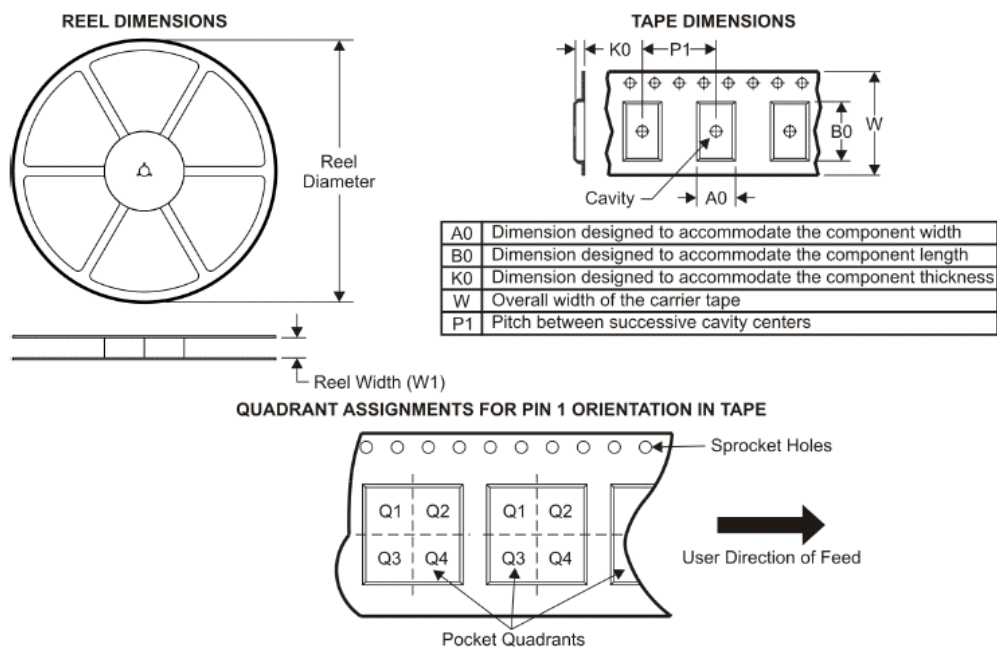 REEL DIMENSIONS
TAPE DIMENSIONS
K0
P1
B0
W
Reel
Diameter
Cavity
A0
A0 Dimension designed to accommodate the component width
B0 Dimension designed to accommodate the component length
K0 Dimension designed to accommodate the component thickness
W Overall width of the carrier tape
P1 Pitch between successive cavity centers
Reel Width (W1)
QUADRANT ASSIGNMENTS FOR PIN 1 ORIENTATION IN TAPE
Sprocket Holes
Q1 Q2 Q1 Q2
Q3 Q4 Q3 Q4
User Direction of Feed
Pocket Quadrants